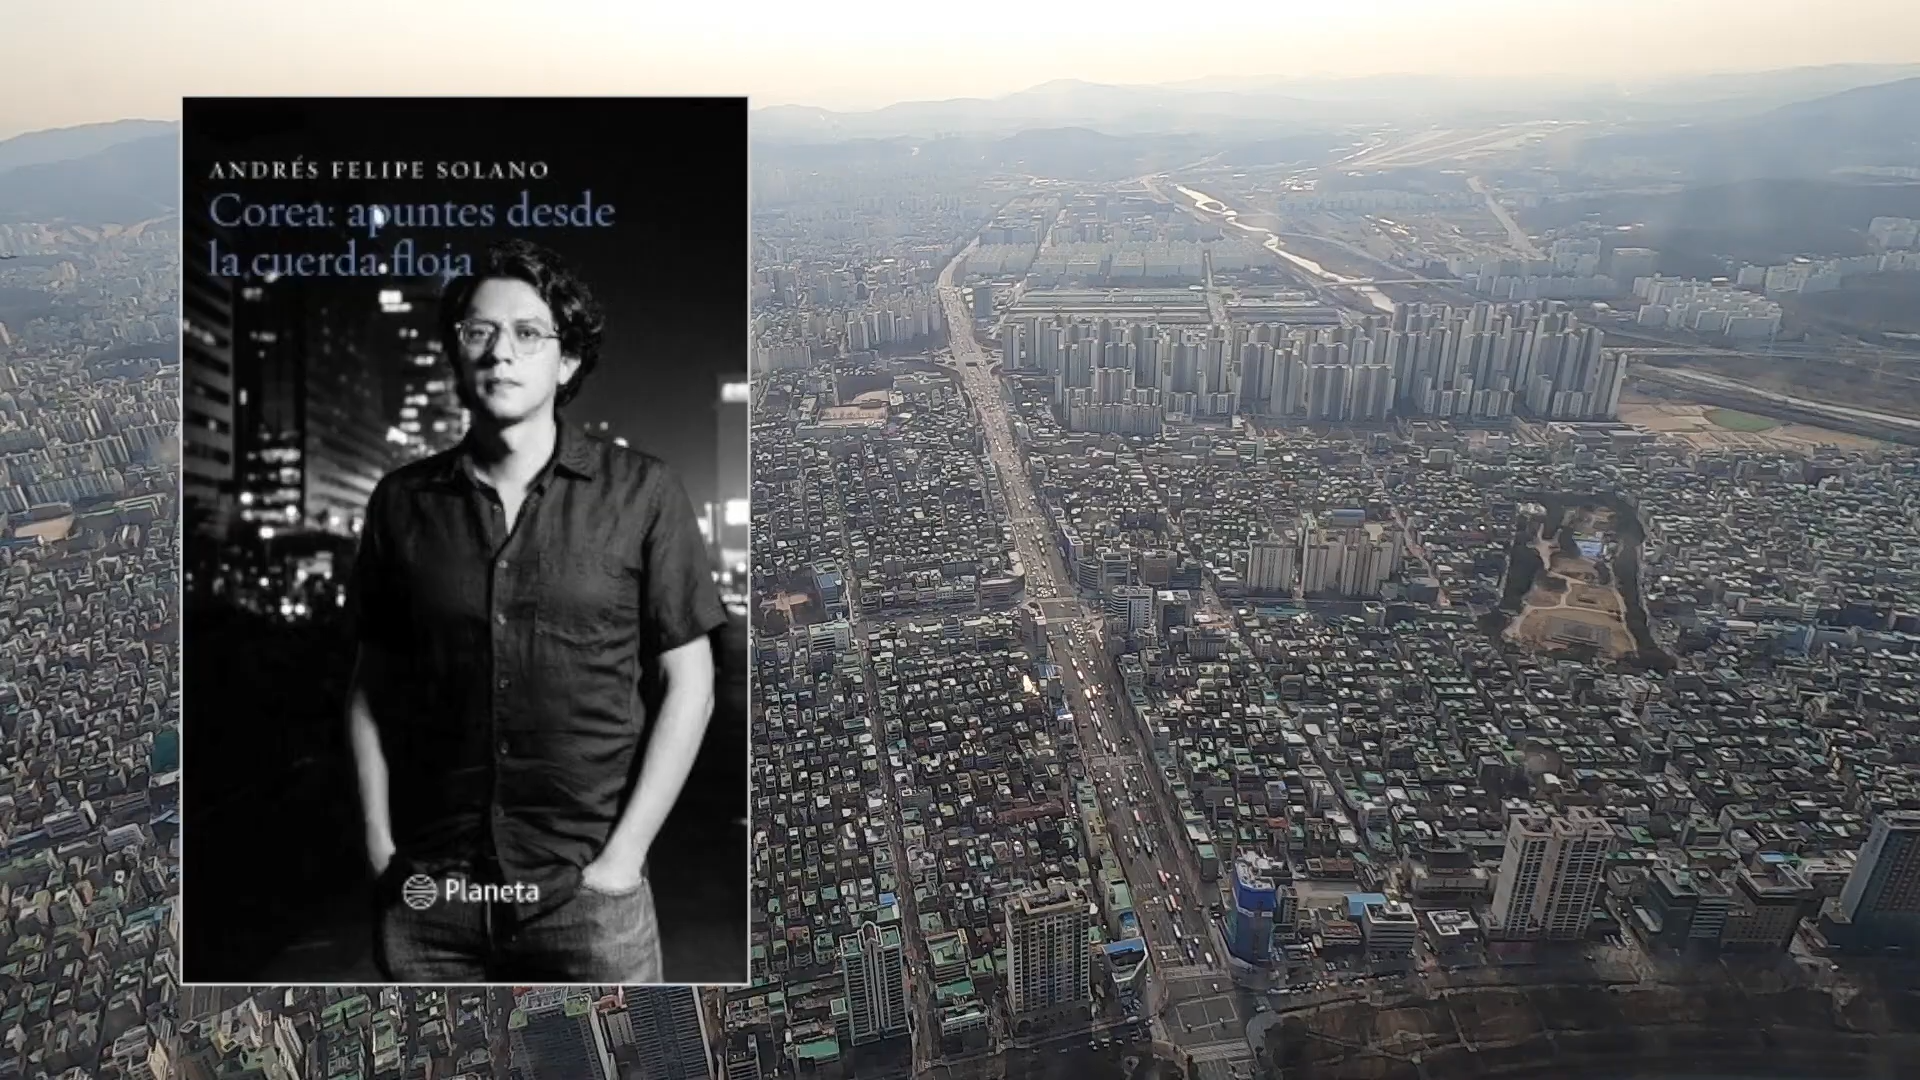 ANDRÉS FELIPE SOLANO
Corea: apuntes desde
la cuerda floja
Planeta